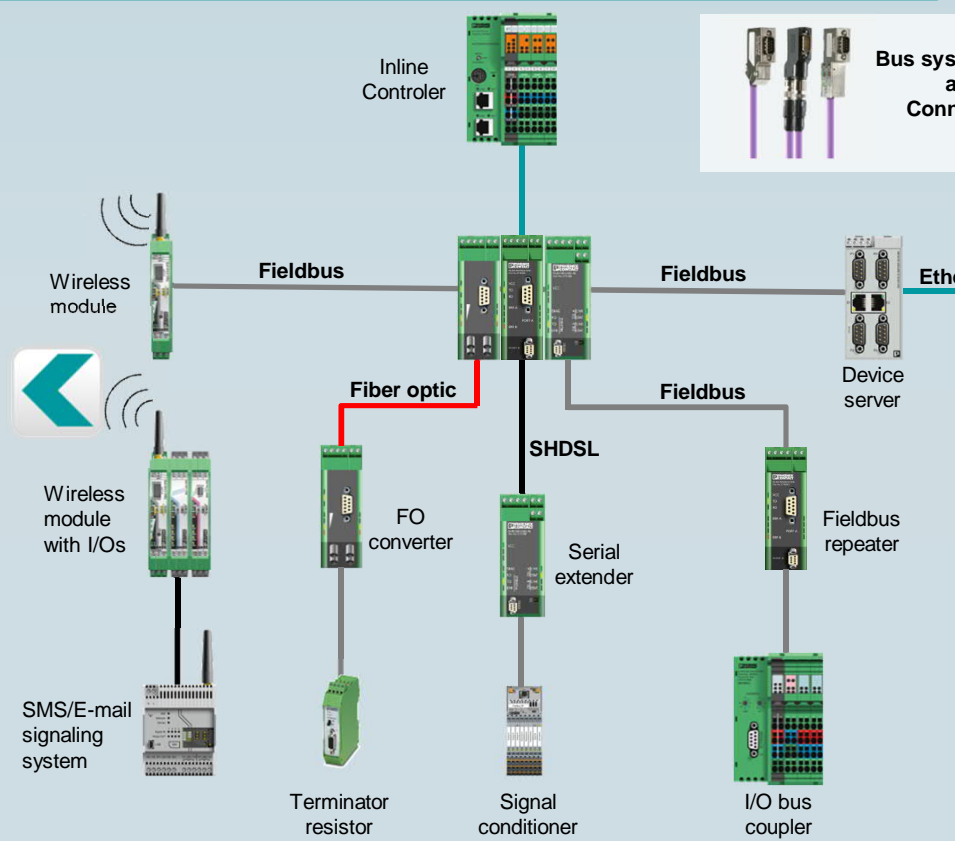 Inline
Controler
Bus sys
a
Conn
Wireless
module
Fieldbus
Fieldbus
Ethe
Device
server
Fiber optic
Fieldbus
SHDSL
Wireless
module
with I/Os
FO
converter
Serial
extender
Fieldbus
repeater
SMS/E-mail
signaling
system
Terminator
resistor
Signal
conditioner
I/O bus
coupler